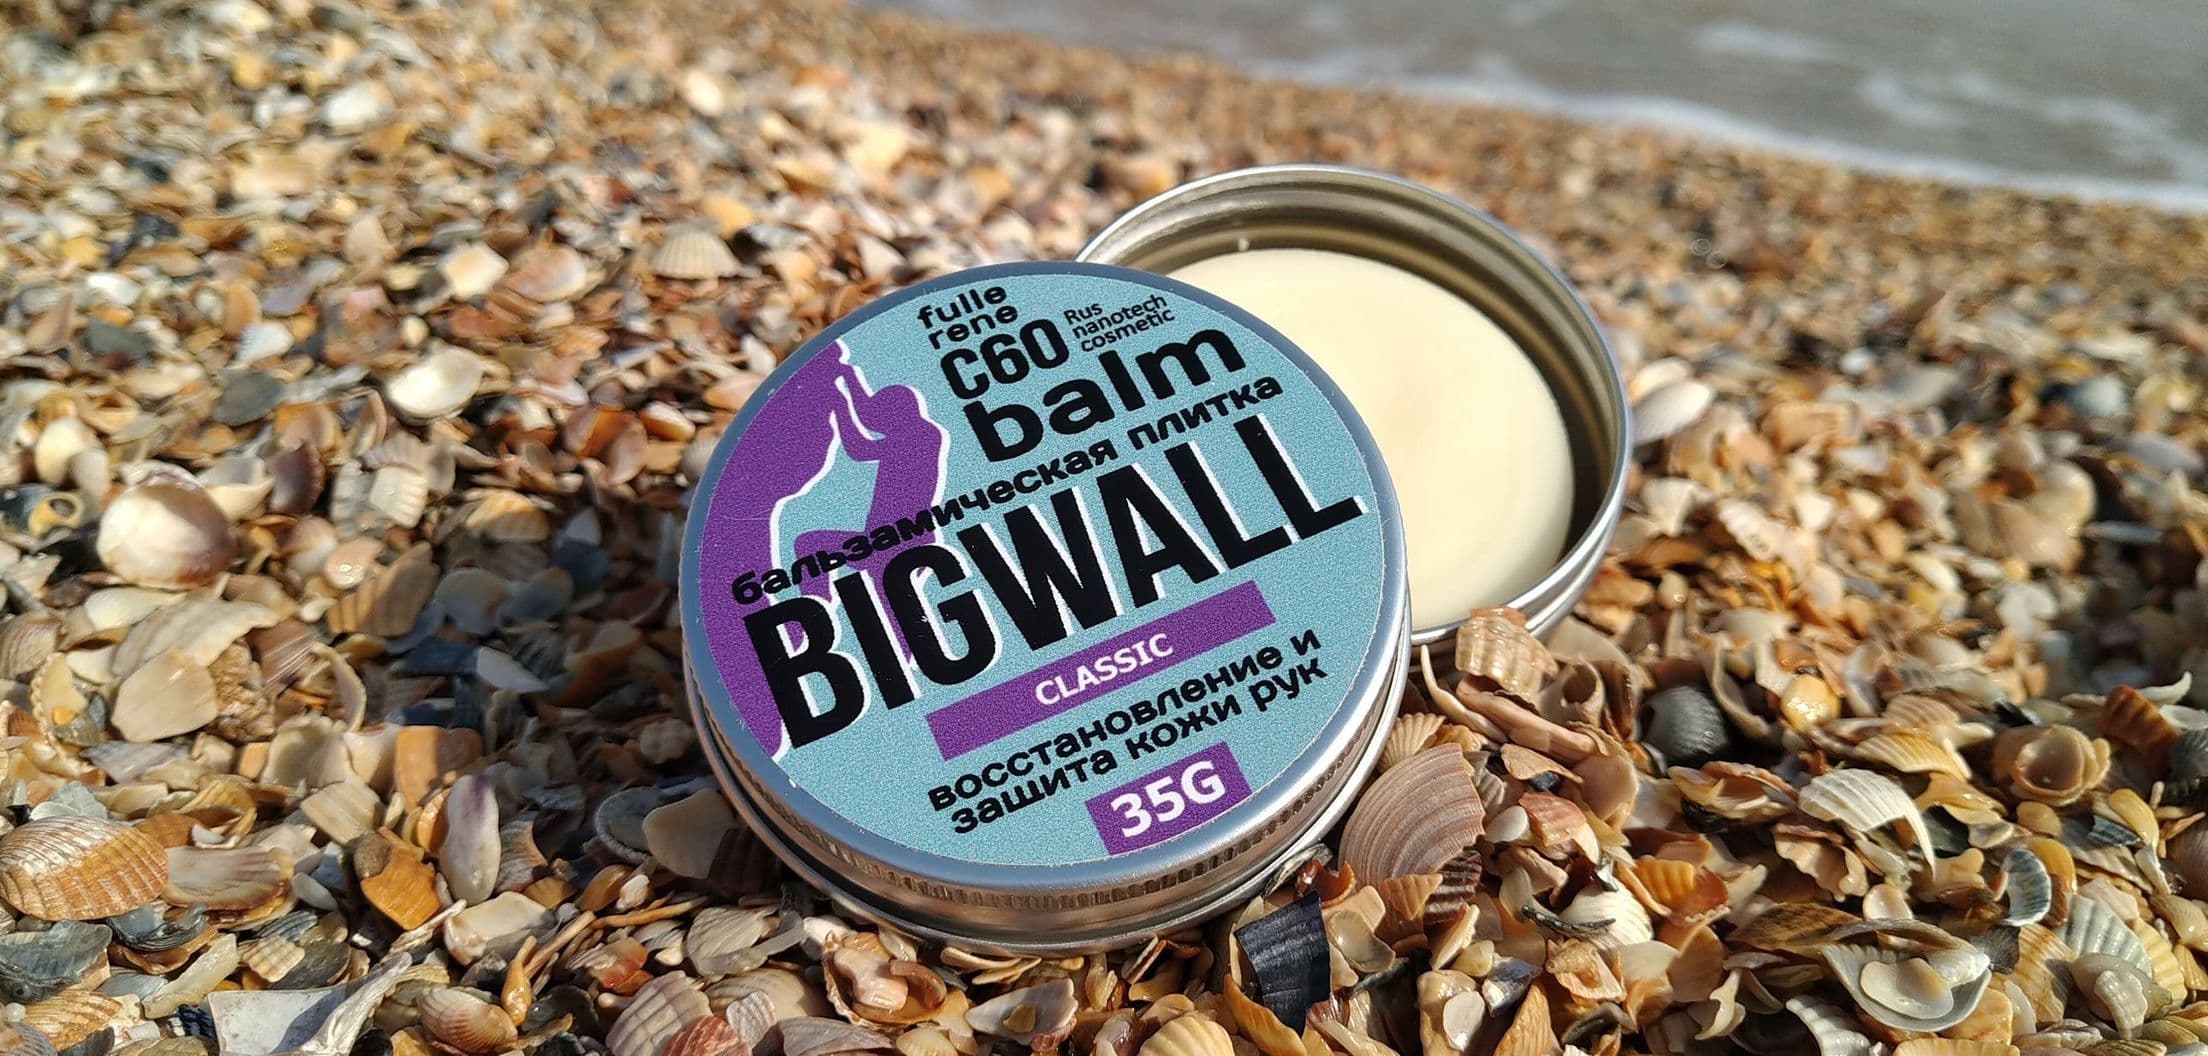 fulle
rene
C60
Rus
nanotech
cosmetic
balm
бальзамическая плитка
BIGWALL
CLASSIC
восстановление и
защита кожи рук
35G